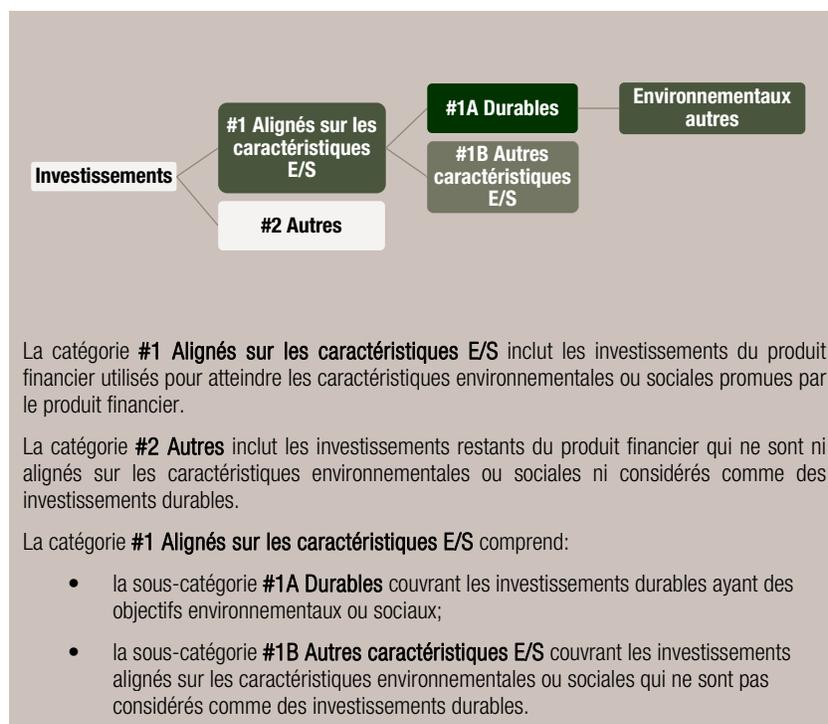 Investissements
#1 Alignés sur les
caractéristiques
E/S
#2 Autres
#1A Durables
#1B Autres
caractéristiques
E/S
Environnementaux
autres
La catégorie #1 Alignés sur les caractéristiques E/S inclut les investissements du produit
financier utilisés pour atteindre les caractéristiques environnementales ou sociales promues par
le produit financier.
La catégorie #2 Autres inclut les investissements restants du produit financier qui ne sont ni
alignés sur les caractéristiques environnementales ou sociales ni considérés comme des
investissements durables.
La catégorie #1 Alignés sur les caractéristiques E/S comprend:
• la sous-catégorie #1A Durables couvrant les investissements durables ayant des
objectifs environnementaux ou sociaux;
• la sous-catégorie #1B Autres caractéristiques E/S couvrant les investissements
alignés sur les caractéristiques environnementales ou sociales qui ne sont pas
considérés comme des investissements durables.